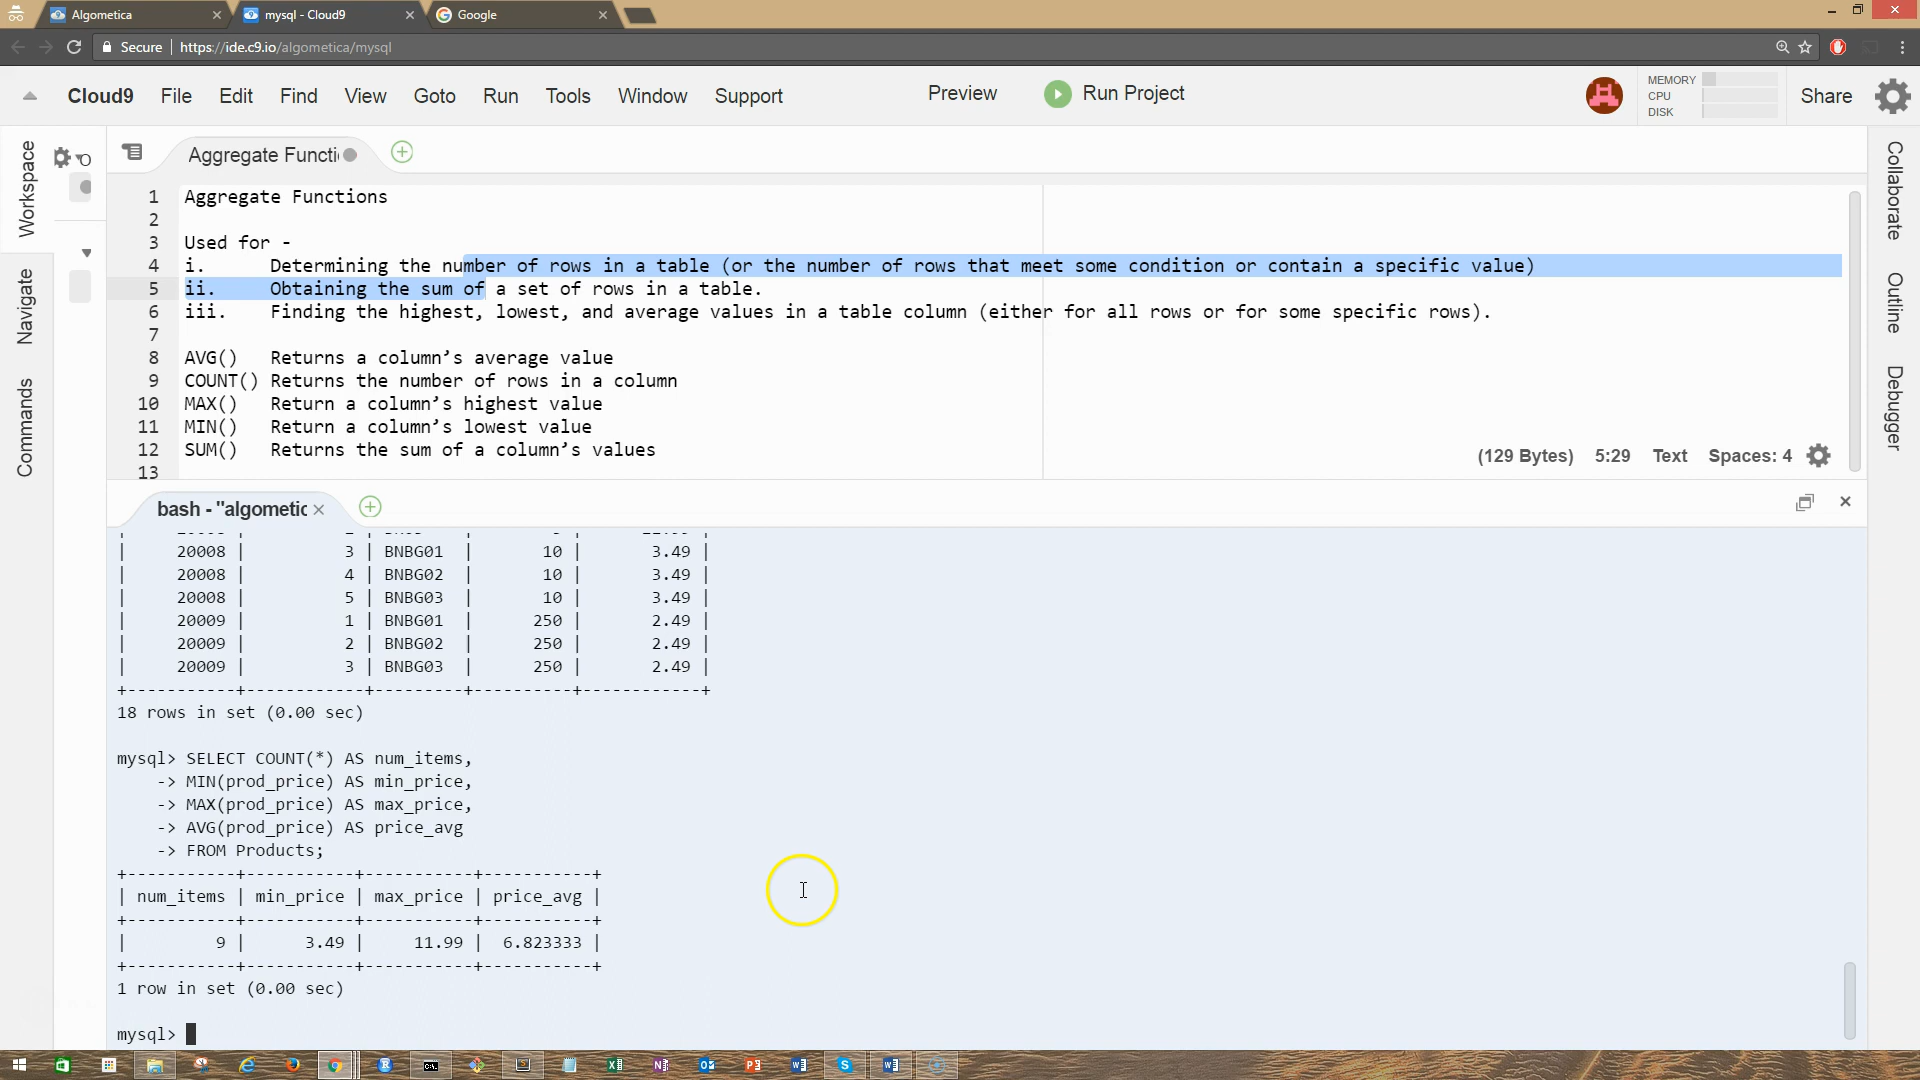 Algometica
mysql - Cloud9
Google
Secure
https://ide.c9.io/algometica/mysql
Cloud9 File Edit Find View Goto Run Tools Window Support
Preview
Run Project
MEMORY
CPU
DISK
Share
Workspace
Navigate
Commands
Collaborate
Outline
Debugger
Aggregate Functi
1 Aggregate Functions
2
3 Used for -
4 i. Determining the number of rows in a table (or the number of rows that meet some condition or contain a specific value)
5 ii. Obtaining the sum of a set of rows in a table.
6 iii. Finding the highest, lowest, and average values in a table column (either for all rows or for some specific rows).
7
8 AVG() Returns a column’s average value
9 COUNT() Returns the number of rows in a column
10 MAX() Return a column’s highest value
11 MIN() Return a column’s lowest value
12 SUM() Returns the sum of a column’s values
13
(129 Bytes) 5:29 Text Spaces: 4
bash - "algometic
| 20008 | 3 | BNBG01 | 10 | 3.49 |
| 20008 | 4 | BNBG02 | 10 | 3.49 |
| 20008 | 5 | BNBG03 | 10 | 3.49 |
| 20009 | 1 | BNBG01 | 250 | 2.49 |
| 20009 | 2 | BNBG02 | 250 | 2.49 |
| 20009 | 3 | BNBG03 | 250 | 2.49 |
+-----------+------------+---------+----------+------------+
18 rows in set (0.00 sec)
mysql> SELECT COUNT(*) AS num_items,
-> MIN(prod_price) AS min_price,
-> MAX(prod_price) AS max_price,
-> AVG(prod_price) AS price_avg
-> FROM Products;
+-----------+-----------+-----------+-----------+
| num_items | min_price | max_price | price_avg |
+-----------+-----------+-----------+-----------+
| 9 | 3.49 | 11.99 | 6.823333 |
+-----------+-----------+-----------+-----------+
1 row in set (0.00 sec)
mysql>